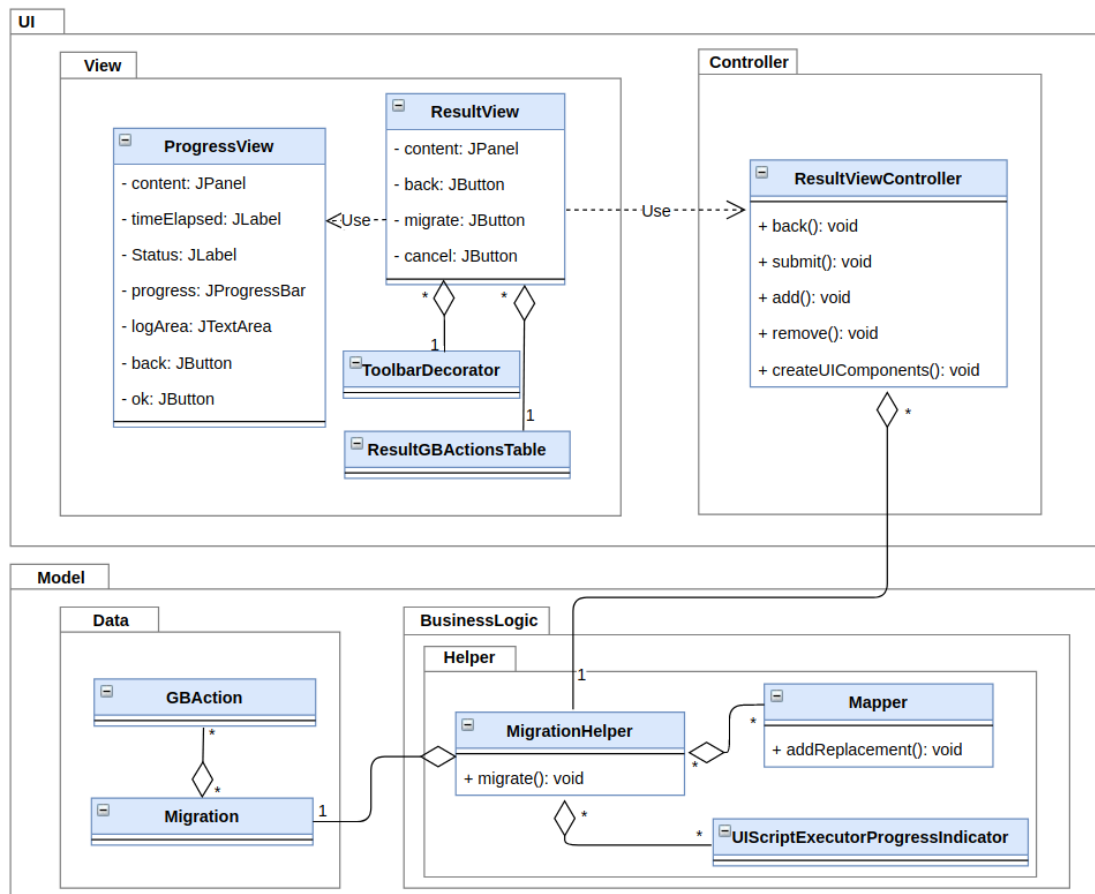 UI
View
ProgressView
- content: JPanel
- timeElapsed: JLabel
- Status: JLabel
- progress: JProgressBar
- logArea: JTextArea
- back: JButton
- ok: JButton
Use
ResultView
- content: JPanel
- back: JButton
- migrate: JButton
- cancel: JButton
*
*
1
ToolbarDecorator
1
ResultGBActionsTable
Use
Controller
ResultViewController
+ back(): void
+ submit(): void
+ add(): void
+ remove(): void
+ createUIComponents(): void
*
Model
Data
GBAction
*
*
Migration
1
BusinessLogic
Helper
1
MigrationHelper
+ migrate(): void
*
*
Mapper
+ addReplacement(): void
*
*
UIScriptExecutorProgressIndicator